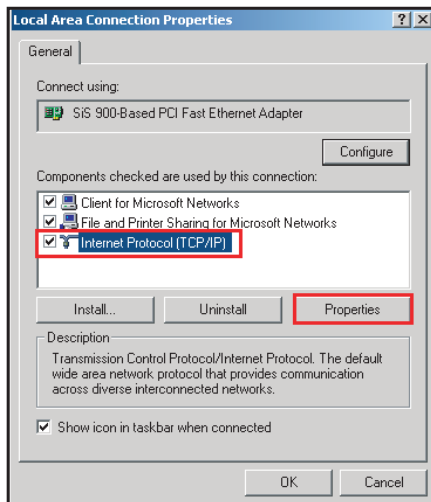 Local Area Connection Properties
General
Connect using:
SiS 900-Based PCI Fast Ethernet Adapter
Configure
Components checked are used by this connection:
Client for Microsoft Networks
File and Printer Sharing for Microsoft Networks
Internet Protocol (TCP/IP)
Install...
Uninstall
Properties
Description
Transmission Control Protocol/Internet Protocol. The default
wide area network protocol that provides communication
across diverse interconnected networks.
Show icon in taskbar when connected
OK
Cancel